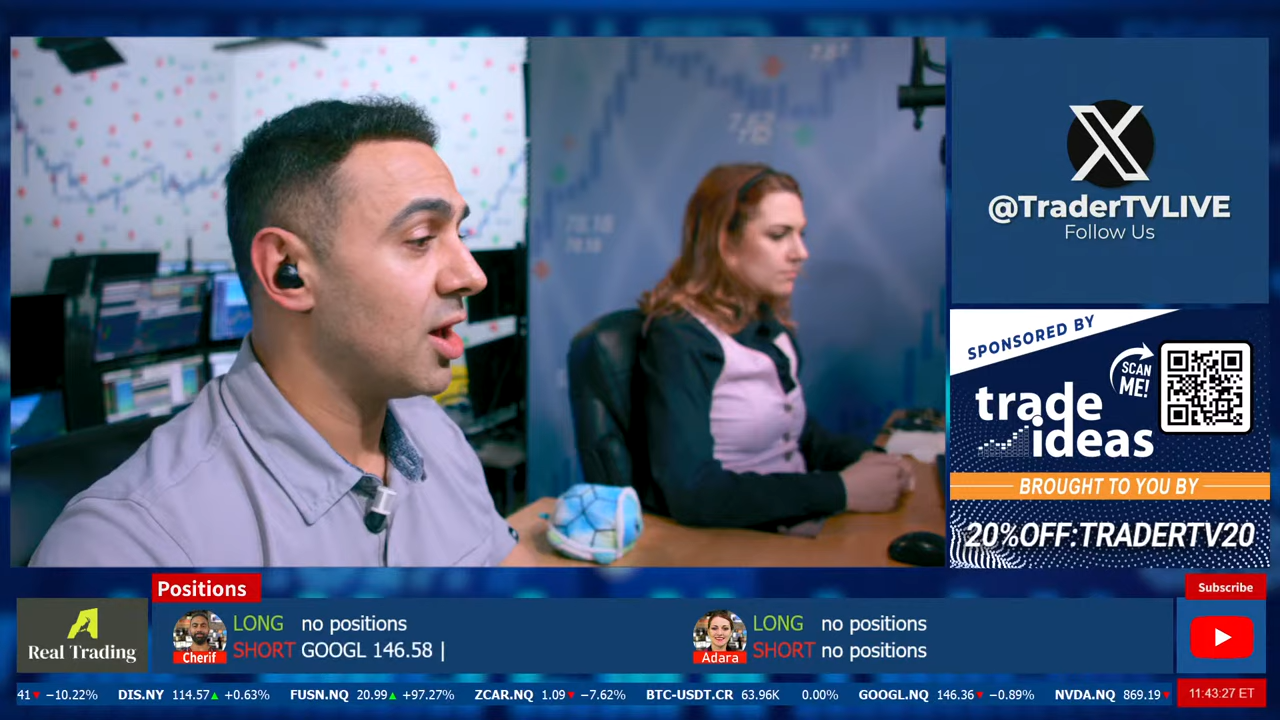 @TraderTVLIVE
Follow Us
SPONSORED BY
SCAN
ME!
trade
ideas
BROUGHT TO YOU BY
20%OFF:TRADERTV20
Positions
Subscribe
Real Trading
Cherif
LONG no positions
SHORT GOOGL 146.58 |
Adara
LONG no positions
SHORT no positions
41▼ −10.22% DIS.NY 114.57▲ +0.63% FUSN.NQ 20.99▲ +97.27% ZCAR.NQ 1.09▼ −7.62% BTC-USDT.CR 63.96K 0.00% GOOGL.NQ 146.36▼ −0.89% NVDA.NQ 869.19▼
11:43:27 ET